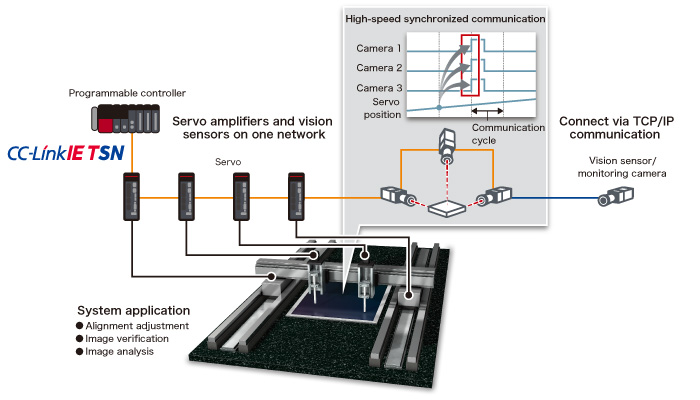 High-speed synchronized communication
Camera 1
Camera 2
Camera 3
Servo
position
Communication
cycle
Programmable controller
CC-Link IE TSN
Servo amplifiers and vision
sensors on one network
Servo
Connect via TCP/IP
communication
Vision sensor/
monitoring camera
System application
● Alignment adjustment
● Image verification
● Image analysis